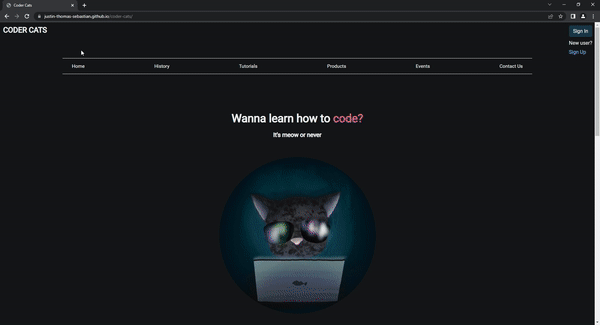 Coder Cats
justin-thomas-sebastian.github.io/coder-cats/
CODER CATS
Sign In
New user?
Sign Up
Home History Tutorials Products Events Contact Us
Wanna learn how to code?
It's meow or never